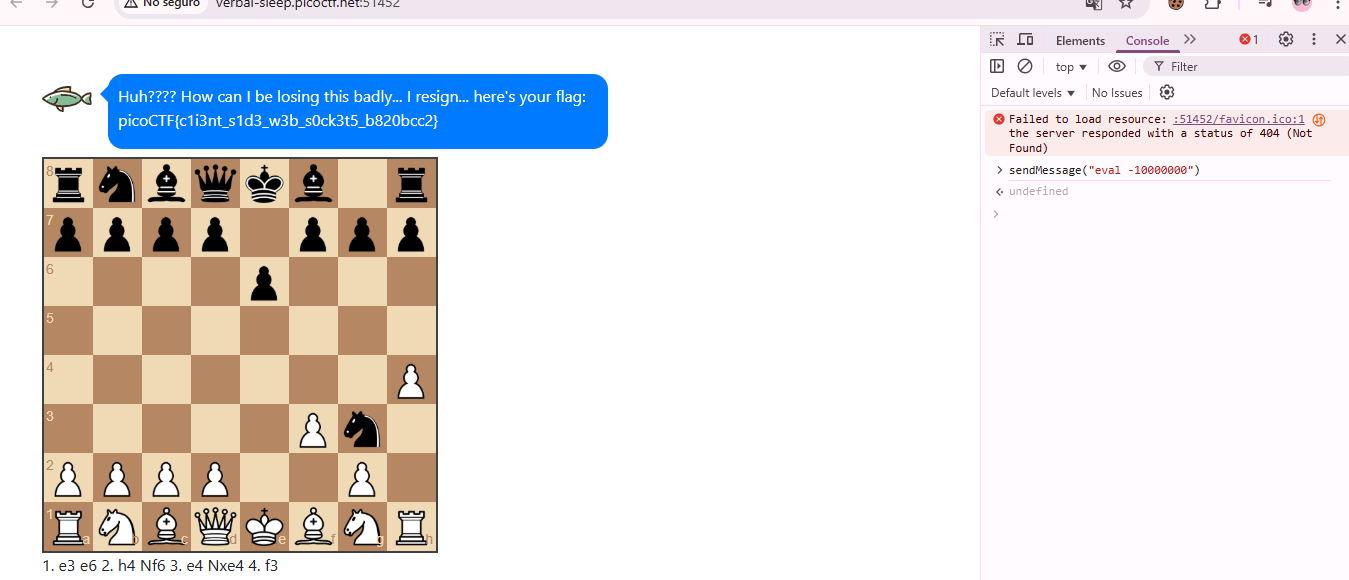 No seguro
verbal-sleep.picoctf.net:51452
Elements Console 1
top Filter
Default levels No Issues
Huh???? How can I be losing this badly... I resign... here's your flag:
picoCTF{c1i3nt_s1d3_w3b_s0ck3t5_b820bcc2}
Failed to load resource: :51452/favicon.ico:1
the server responded with a status of 404 (Not
Found)
sendMessage("eval -10000000")
undefined
8
7
6
5
4
3
2
1
a b c d e f g h
1. e3 e6 2. h4 Nf6 3. e4 Nxe4 4. f3